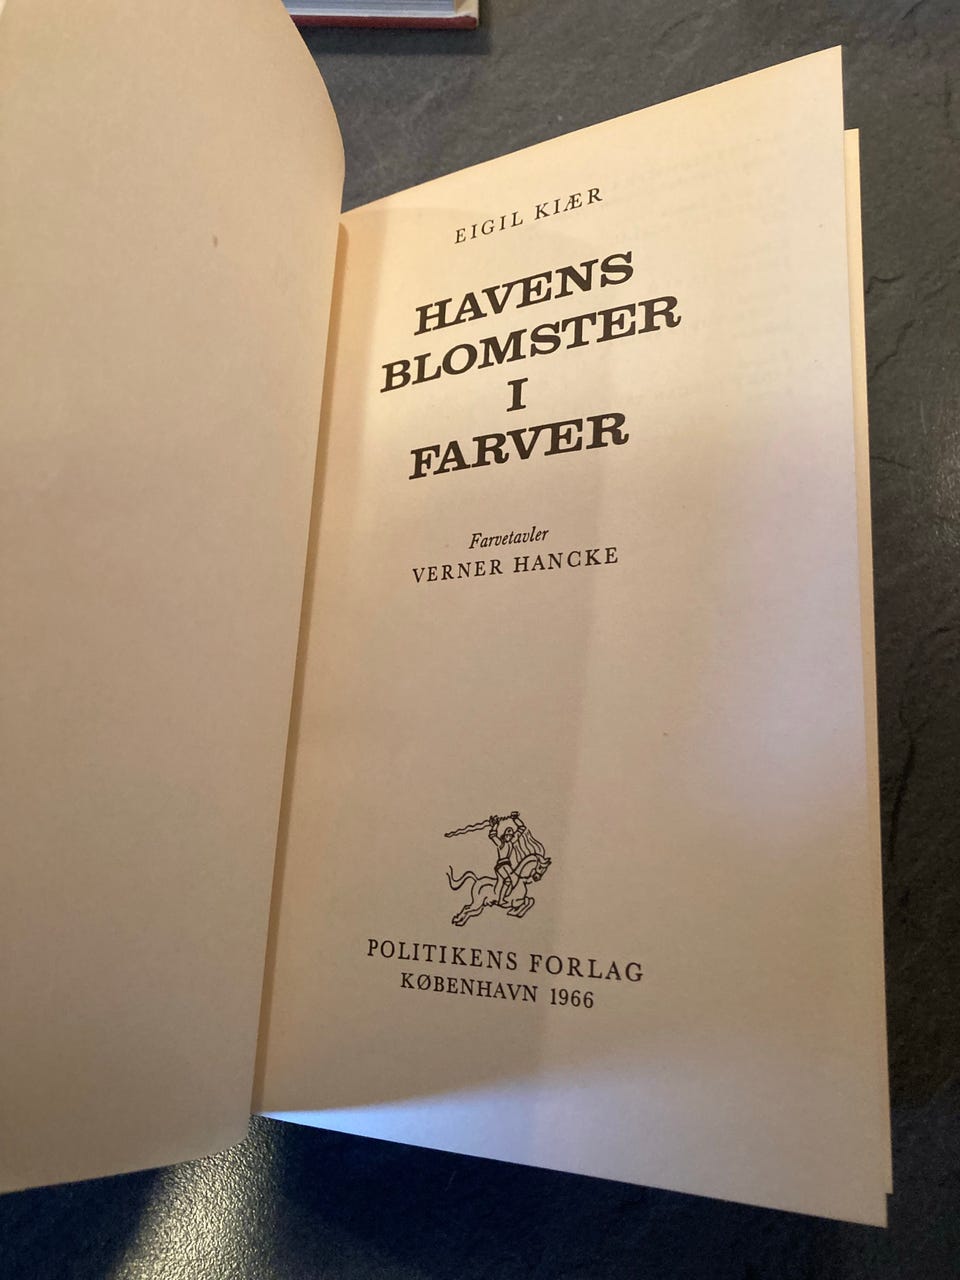 EIGIL KIÆR
HAVENS
BLOMSTER
I
FARVER
Farvetavler
VERNER HANCKE
POLITIKENS FORLAG
KØBENHAVN 1966